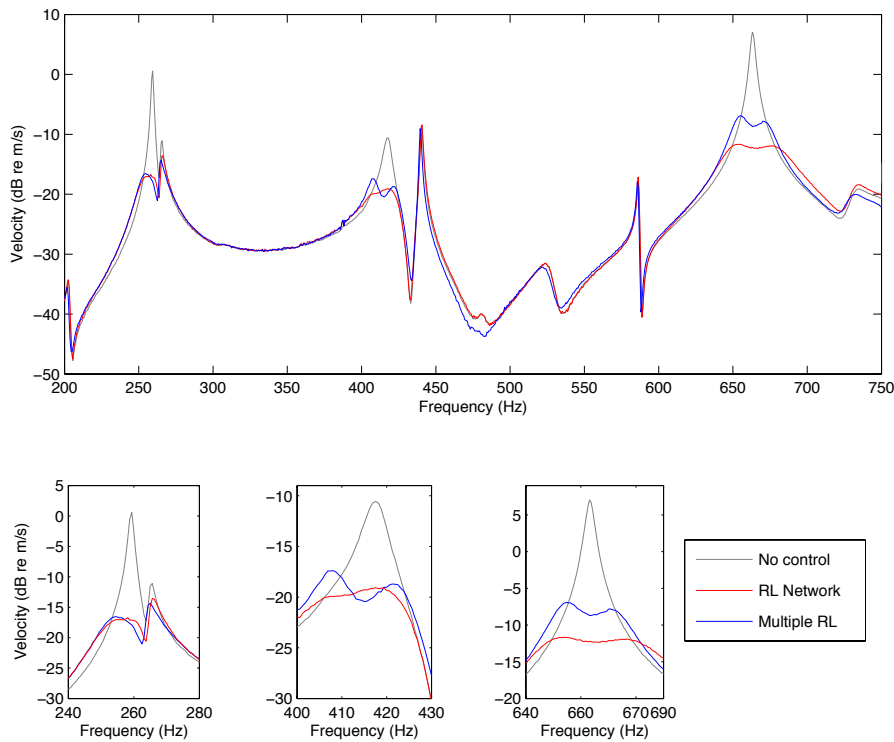 10
0
−10
−20
−30
−40
−50
Velocity (dB re m/s)
200 250 300 350 400 450 500 550 600 650 700 750
Frequency (Hz)
5
0
−5
−10
−15
−20
−25
−30
Velocity (dB re m/s)
240 260 280
Frequency (Hz)
−10
−15
−20
−25
−30
400 410 420 430
Frequency (Hz)
5
0
−5
−10
−15
−20
640 660 670 690
Frequency (Hz)
No control
RL Network
Multiple RL